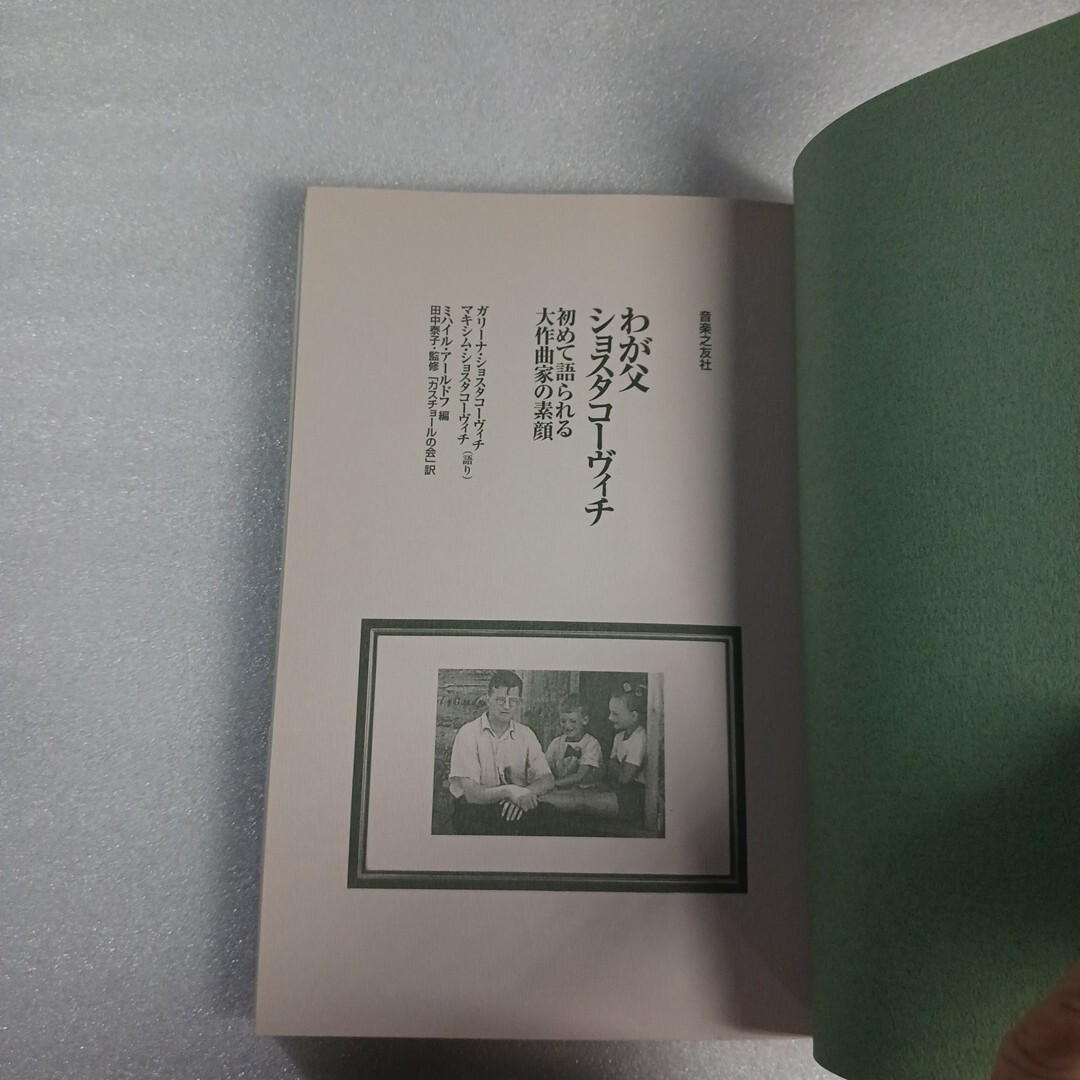 音楽之友社
わが父
ショスタコーヴィチ
初めて語られる
大作曲家の素顔
ガリーナ・ショスタコーヴィチ
マキシム・ショスタコーヴィチ（語り）
ミハイル・アールドフ 編
田中泰子・監修「カスチョールの会」訳